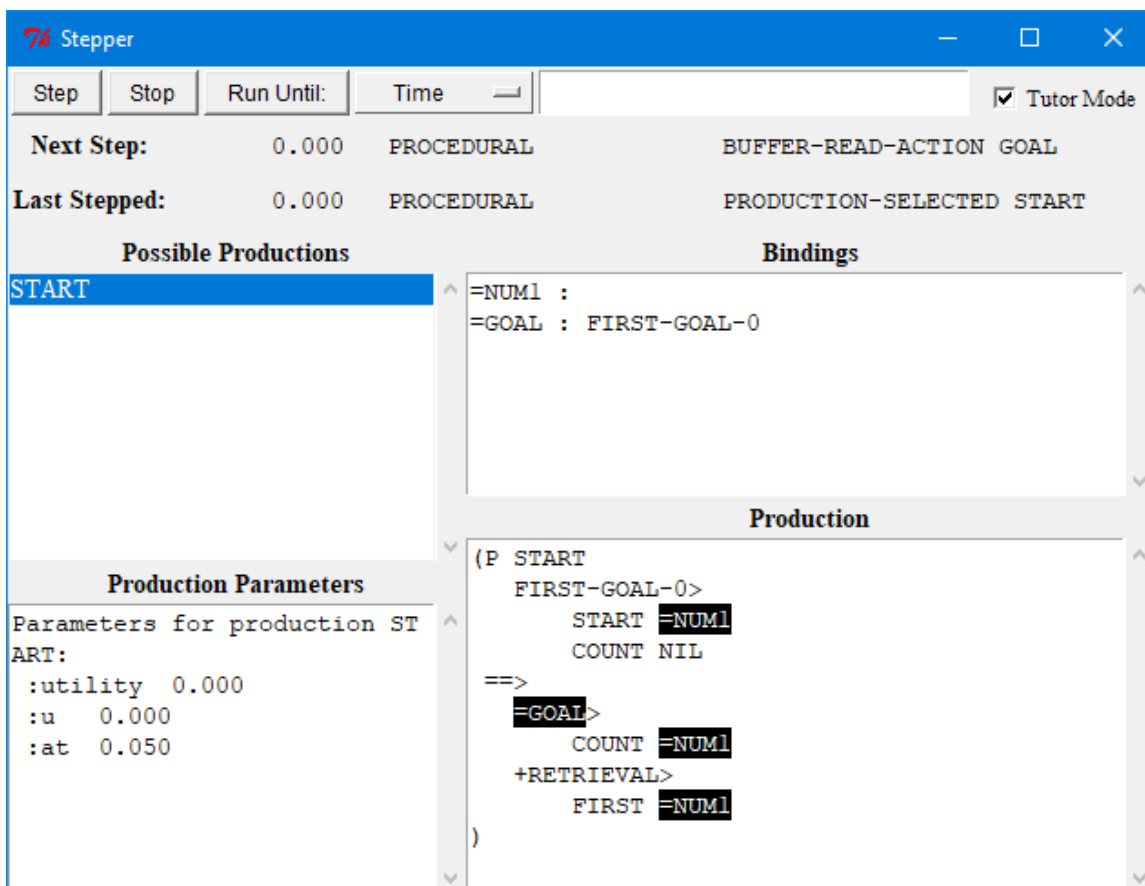 Stepper
Step Stop Run Until: Time Tutor Mode
Next Step: 0.000 PROCEDURAL BUFFER-READ-ACTION GOAL
Last Stepped: 0.000 PROCEDURAL PRODUCTION-SELECTED START
Possible Productions
START
Bindings
=NUM1 :
=GOAL : FIRST-GOAL-0
Production Parameters
Parameters for production ST
ART:
:utility 0.000
:u 0.000
:at 0.050
Production
(P START
FIRST-GOAL-0>
START =NUM1
COUNT NIL
==>
=GOAL>
COUNT =NUM1
+RETRIEVAL>
FIRST =NUM1
)